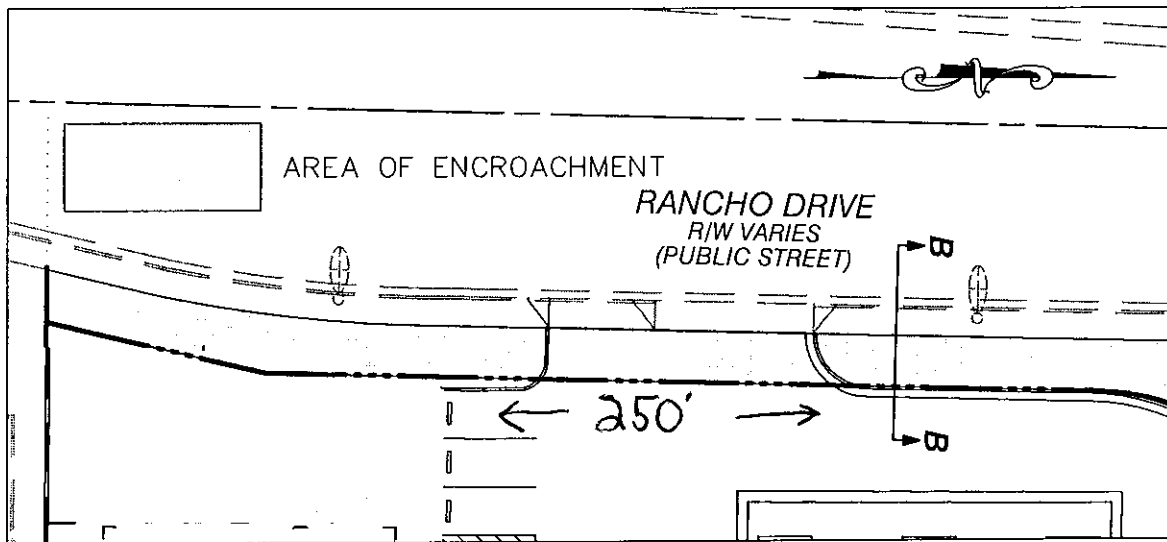 AREA OF ENCROACHMENT
RANCHO DRIVE
R/W VARIES
(PUBLIC STREET)
B
250'
B